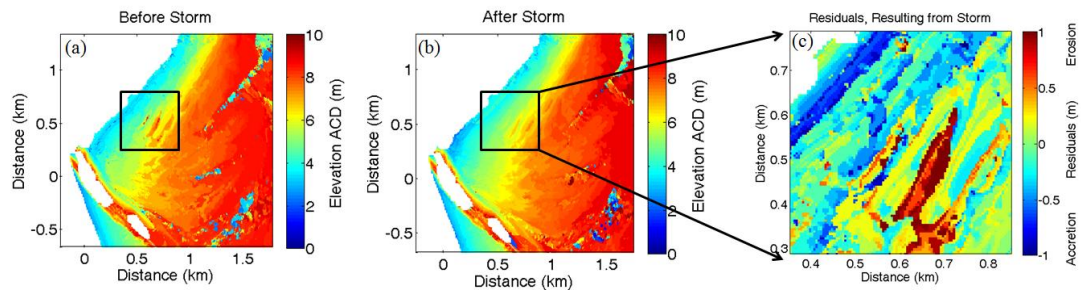 Before Storm
(a)
1
0.5
0
-0.5
0
0.5
1
1.5
Distance (km)
Distance (km)
10
8
6
4
2
0
Elevation ACD (m)
After Storm
(b)
1
0.5
0
-0.5
0
0.5
1
1.5
Distance (km)
Distance (km)
10
8
6
4
2
0
Elevation ACD (m)
Residuals, Resulting from Storm
(c)
0.7
0.6
0.5
0.4
0.3
0.4
0.5
0.6
0.7
0.8
Distance (km)
Distance (km)
1
0.5
0
-0.5
-1
Erosion
Residuals (m)
Accretion